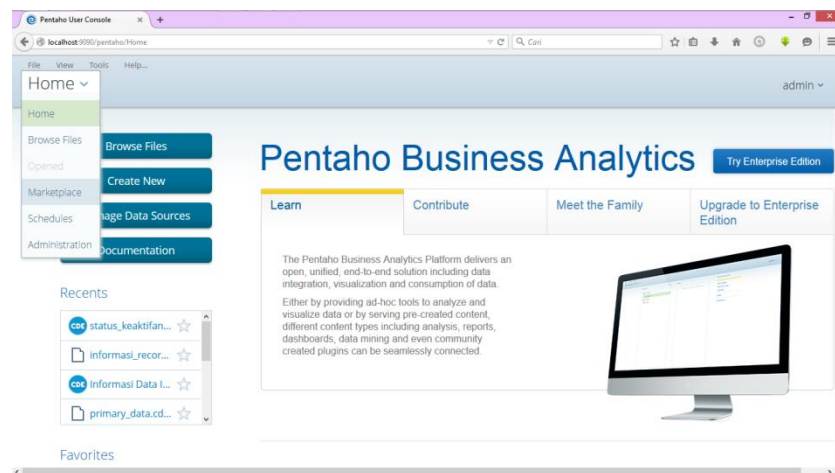 Pentaho User Console
localhost:9090/pentaho/Home
Cari
File View Tools Help...
Home
admin
Home
Browse Files
Opened
Marketplace
Schedules
Administration
Browse Files
Create New
nage Data Sources
Documentation
Recents
CDE status_keaktifan...
informasi_recor...
CDE Informasi Data I...
primary_data.cd...
Favorites
Pentaho Business Analytics
Try Enterprise Edition
Learn
Contribute
Meet the Family
Upgrade to Enterprise
Edition
The Pentaho Business Analytics Platform delivers an
open, unified, end-to-end solution including data
integration, visualization and consumption of data.
Either by providing ad-hoc tools to analyze and
visualize data or by serving pre-created content,
different content types including analysis, reports,
dashboards, data mining and even community
created plugins can be seamlessly connected.